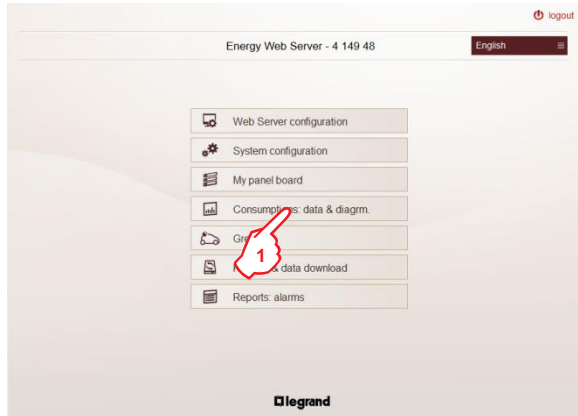 logout
Energy Web Server - 4 149 48
English
Web Server configuration
System configuration
My panel board
Consumptions: data & diagrm.
Gre
1
& data download
Reports: alarms
legrand